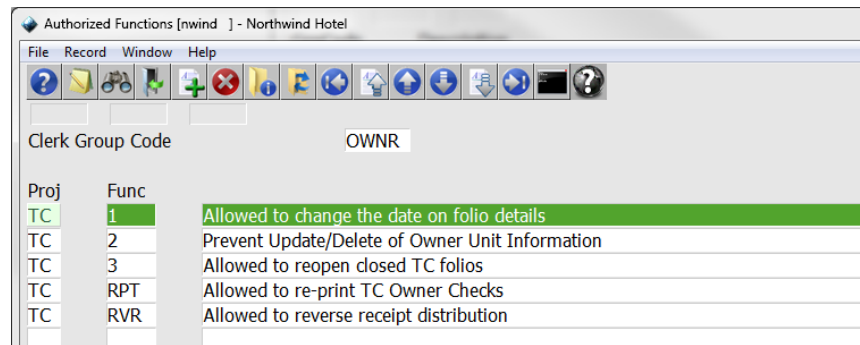 Authorized Functions [nwind   ] - Northwind Hotel
File Record Window Help
Clerk Group Code OWNR
Proj Func
TC 1 Allowed to change the date on folio details
TC 2 Prevent Update/Delete of Owner Unit Information
TC 3 Allowed to reopen closed TC folios
TC RPT Allowed to re-print TC Owner Checks
TC RVR Allowed to reverse receipt distribution